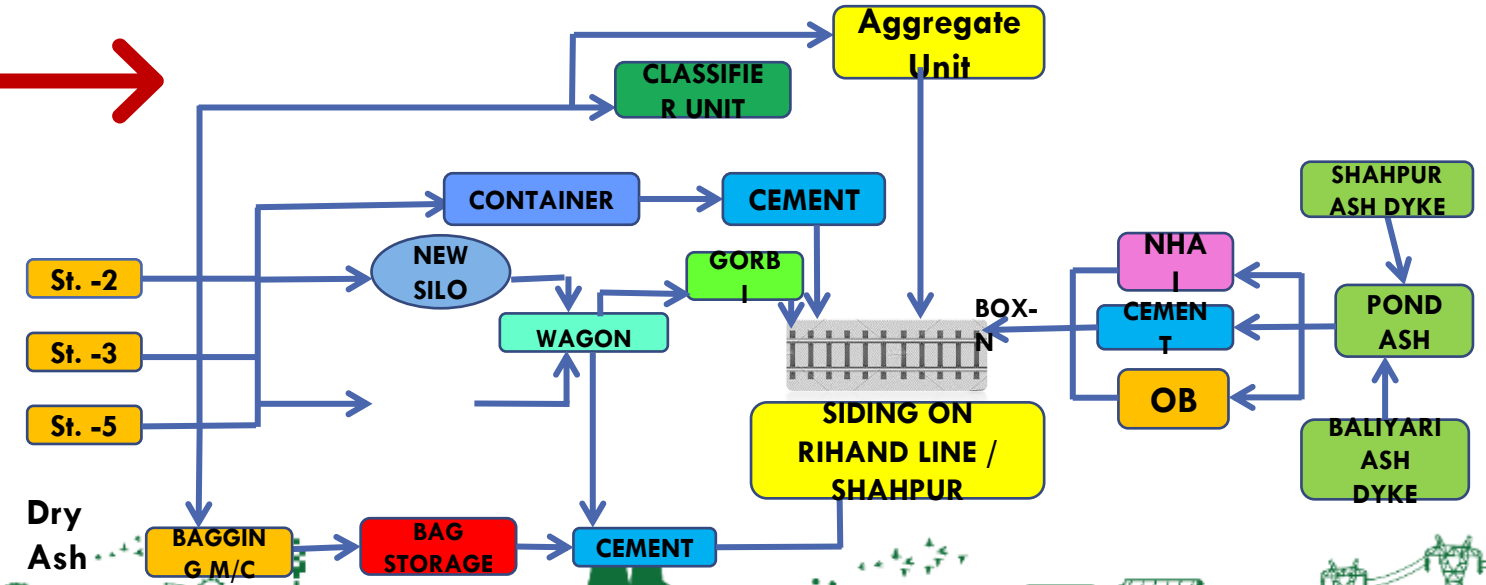 Aggregate
Unit
CLASSIFIE
R UNIT
CONTAINER
CEMENT
SHAHPUR
ASH DYKE
NEW
SILO
GORB
I
NHA
I
St. -2
BOX-
N
CEMEN
T
POND
ASH
WAGON
St. -3
OB
St. -5
SIDING ON
RIHAND LINE /
SHAHPUR
BALIYARI
ASH
DYKE
Dry
Ash
BAGGIN
G M/C
BAG
STORAGE
CEMENT